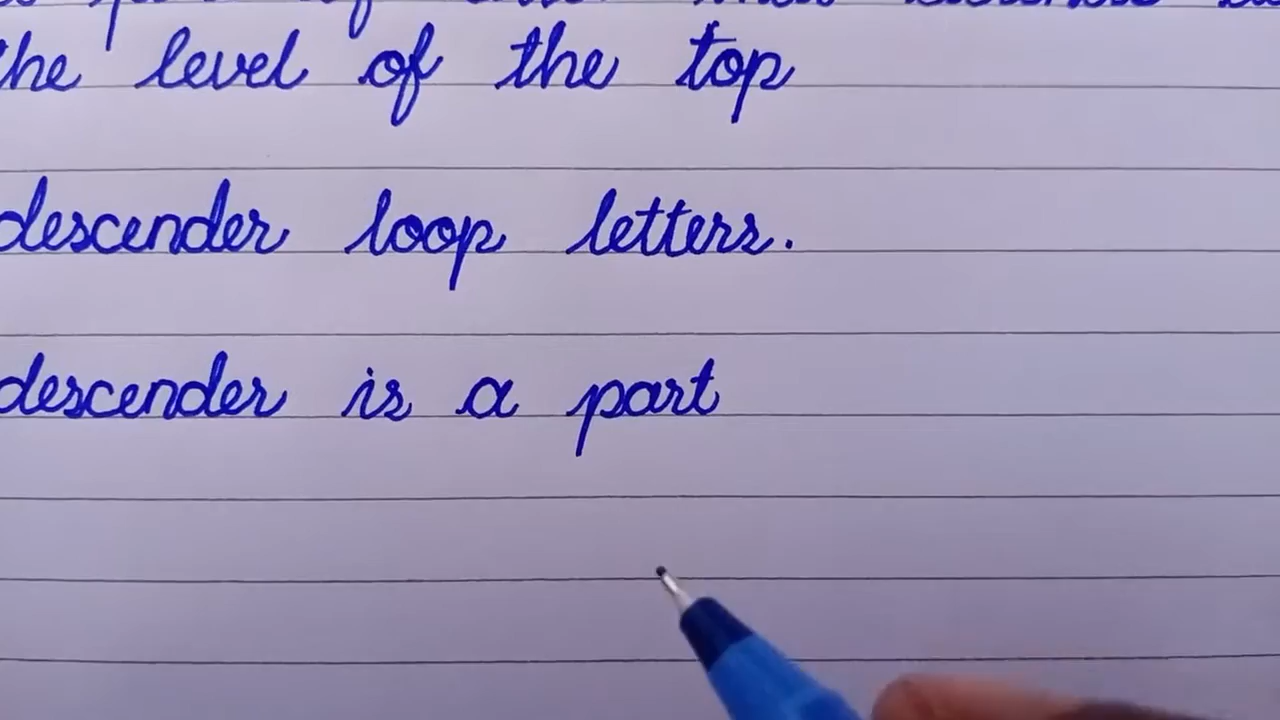 the level of the top
descender loop letters.
descender is a part